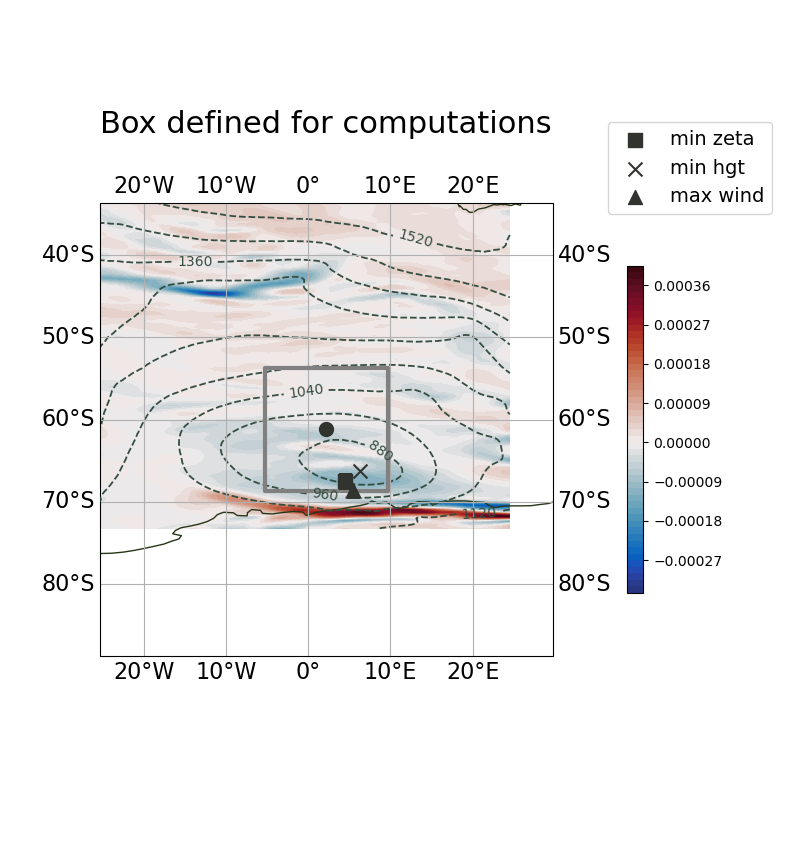 Box defined for computations
min zeta
min hgt
max wind
20°W 10°W 0° 10°E 20°E
1520
40°S 40°S
1360
0.00036
0.00027
50°S 50°S
0.00018
1040
0.00009
60°S 60°S
0.00000
880
−0.00009
960
70°S 70°S
1120
−0.00018
−0.00027
80°S 80°S
20°W 10°W 0° 10°E 20°E